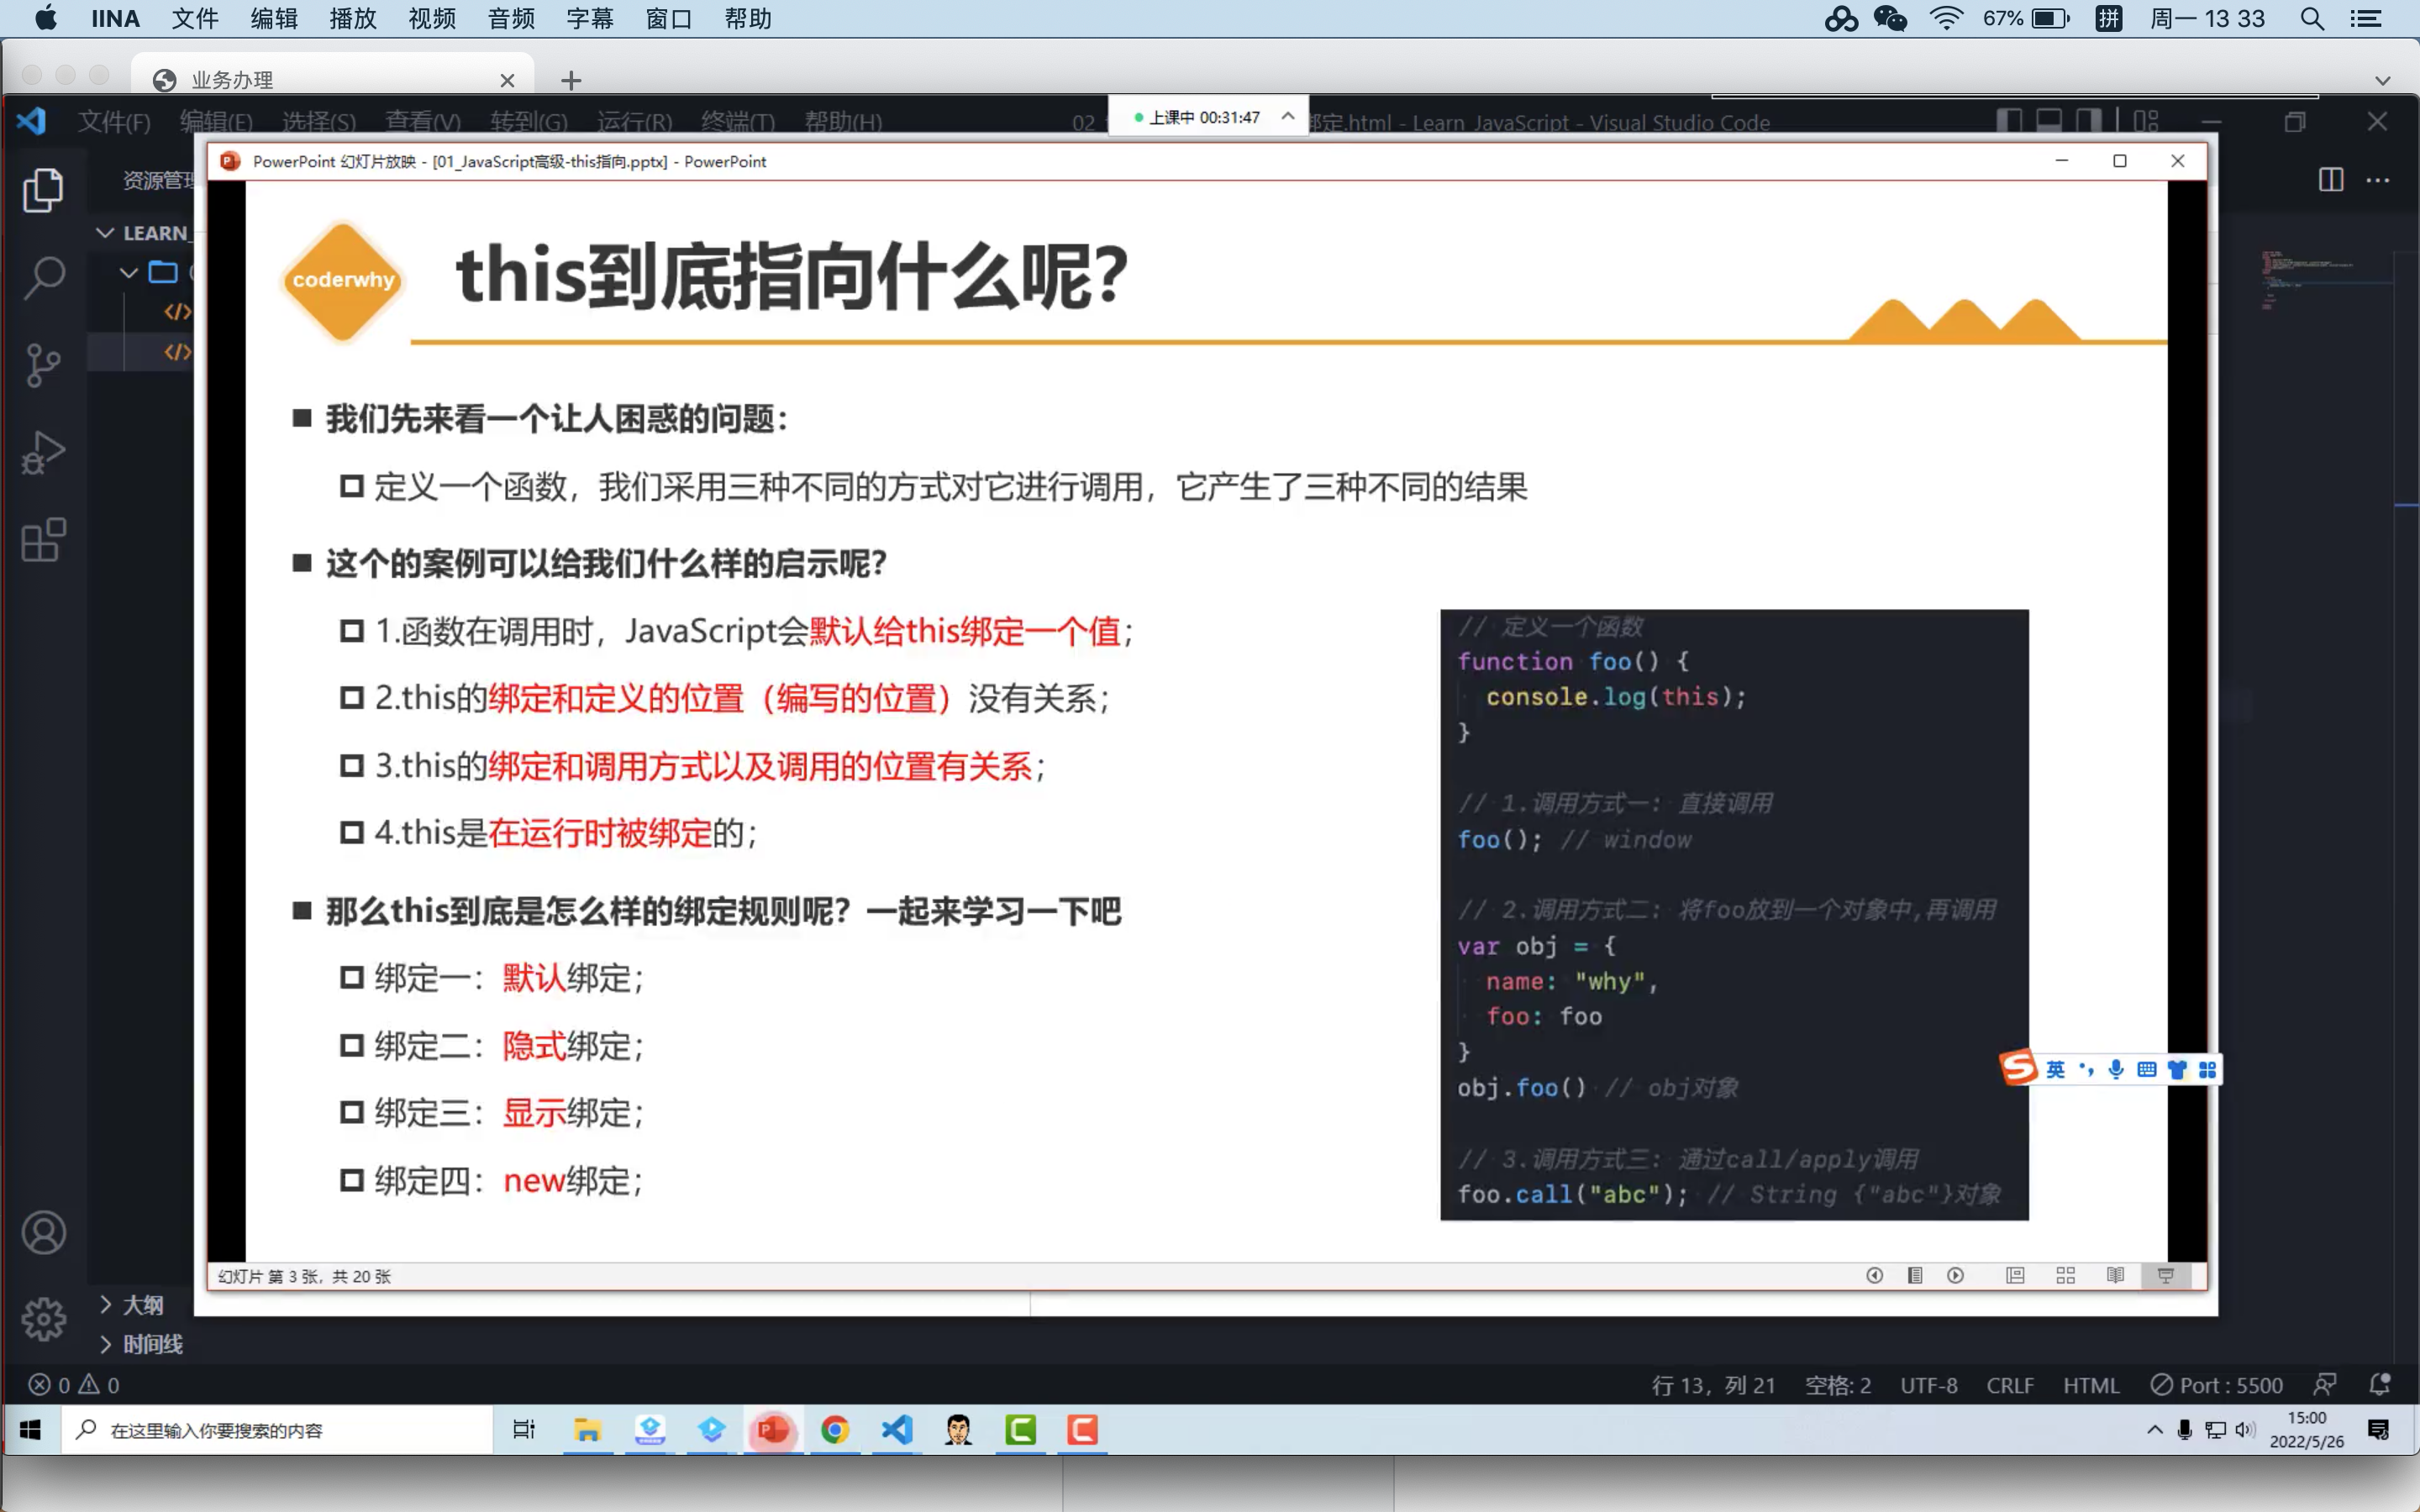 IINA 文件 编辑 播放 视频 音频 字幕 窗口 帮助 67% 拼 周一 13 33
业务办理
文件(F) 编辑(E) 选择(S) 查看(V) 转到(G) 运行(R) 终端(T) 帮助(H) 02 上课中 00:31:47 绑定.html - Learn_JavaScript - Visual Studio Code
资源管理
PowerPoint 幻灯片放映 - [01_JavaScript高级-this指向.pptx] - PowerPoint
LEARN_
coderwhy
this到底指向什么呢？
我们先来看一个让人困惑的问题：
定义一个函数，我们采用三种不同的方式对它进行调用，它产生了三种不同的结果
这个的案例可以给我们什么样的启示呢？
1.函数在调用时，JavaScript会默认给this绑定一个值；
2.this的绑定和定义的位置（编写的位置）没有关系；
3.this的绑定和调用方式以及调用的位置有关系；
4.this是在运行时被绑定的；
那么this到底是怎么样的绑定规则呢？一起来学习一下吧
绑定一：默认绑定；
绑定二：隐式绑定；
绑定三：显示绑定；
绑定四：new绑定；
// 定义一个函数
function foo() {
console.log(this);
}
// 1.调用方式一: 直接调用
foo(); // window
// 2.调用方式二: 将foo放到一个对象中,再调用
var obj = {
name: "why",
foo: foo
}
obj.foo() // obj对象
// 3.调用方式三: 通过call/apply调用
foo.call("abc"); // String {"abc"}对象
英
幻灯片 第 3 张，共 20 张
大纲
时间线
0 0 行 13，列 21 空格: 2 UTF-8 CRLF HTML Port : 5500
在这里输入你要搜索的内容
15:00
2022/5/26